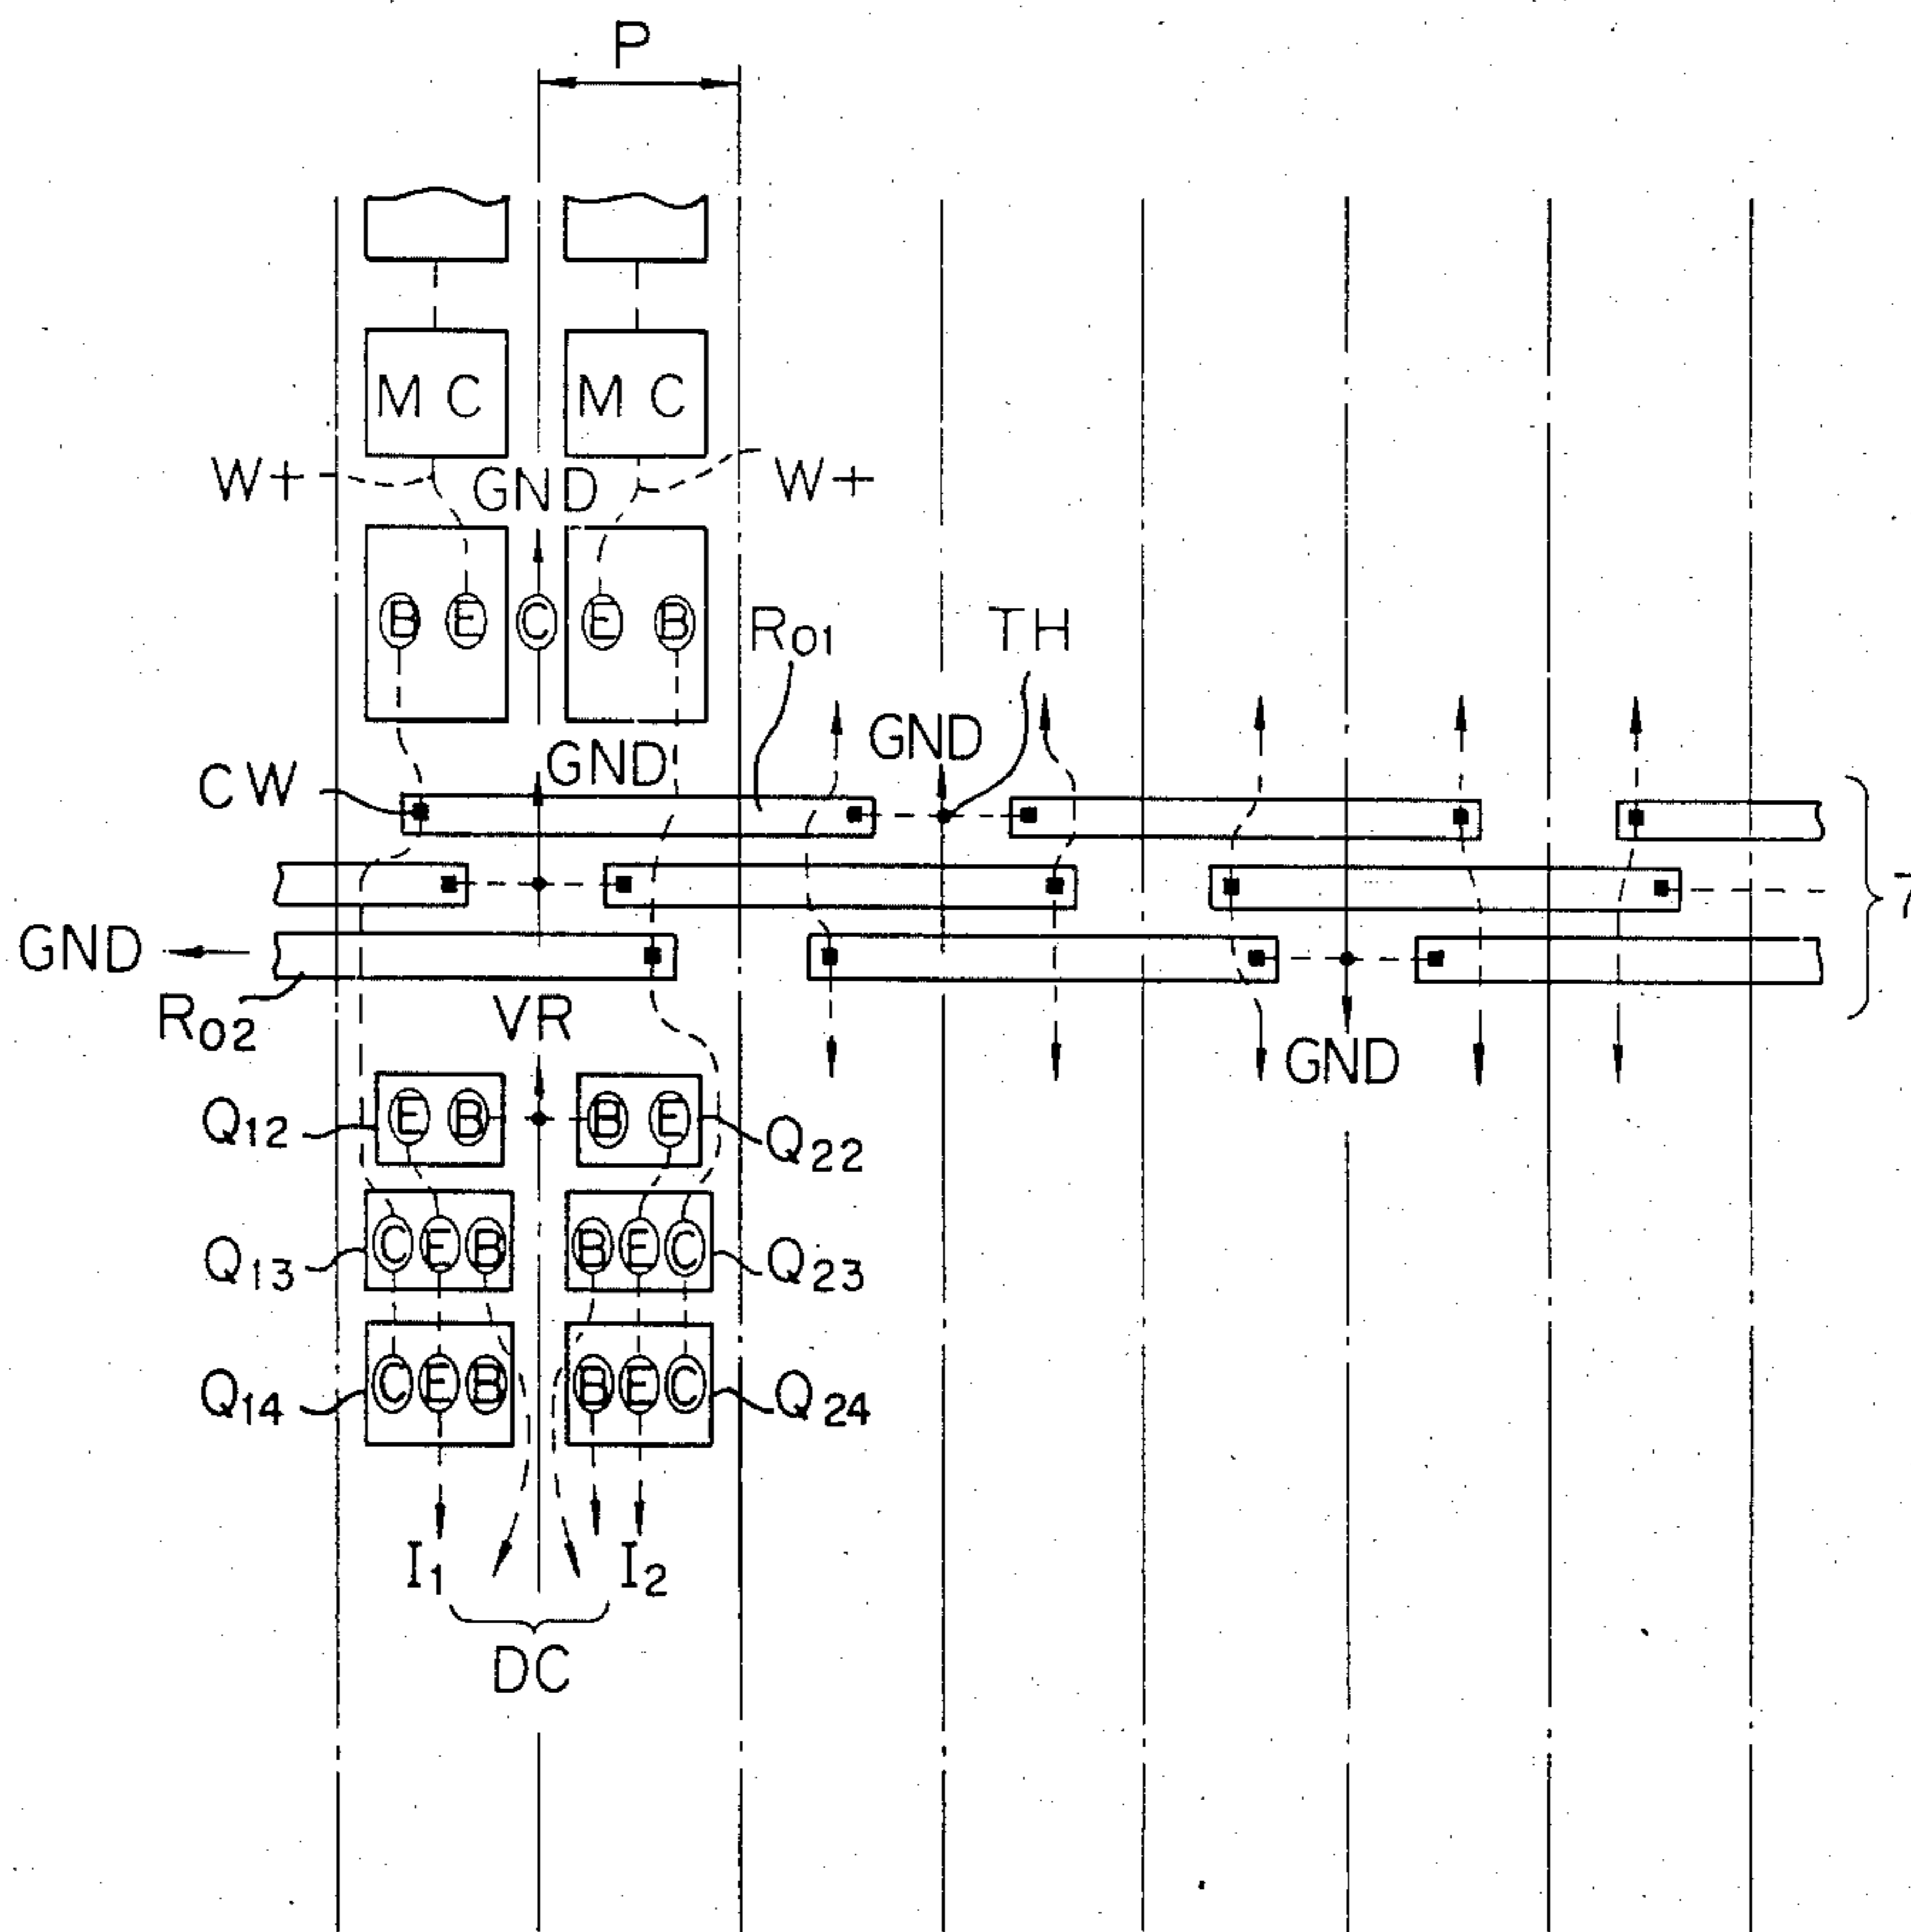 P
M C M C
W+ GND W+
B E C E B
R01 TH
GND GND
CW
7
GND
R02 VR
GND
Q12 E B B E Q22
Q13 C E B B E C Q23
Q14 C E B B E C Q24
I1 I2
DC